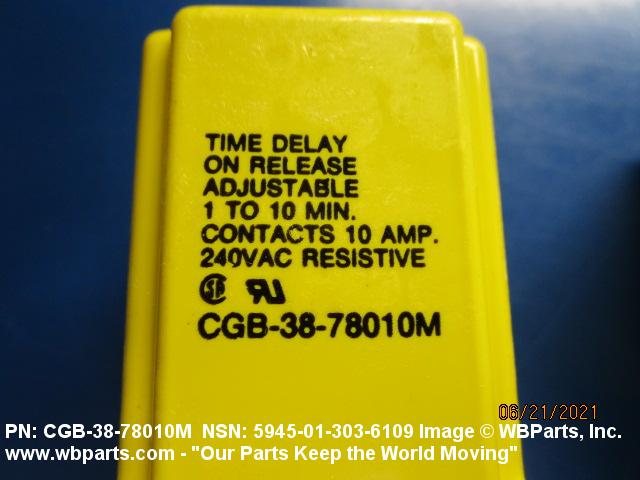 TIME DELAY
ON RELEASE
ADJUSTABLE
1 TO 10 MIN.
CONTACTS 10 AMP.
240VAC RESISTIVE
CGB-38-78010M
06/21/2021
PN: CGB-38-78010M NSN: 5945-01-303-6109 Image © WBParts, Inc.
www.wbparts.com - "Our Parts Keep the World Moving"